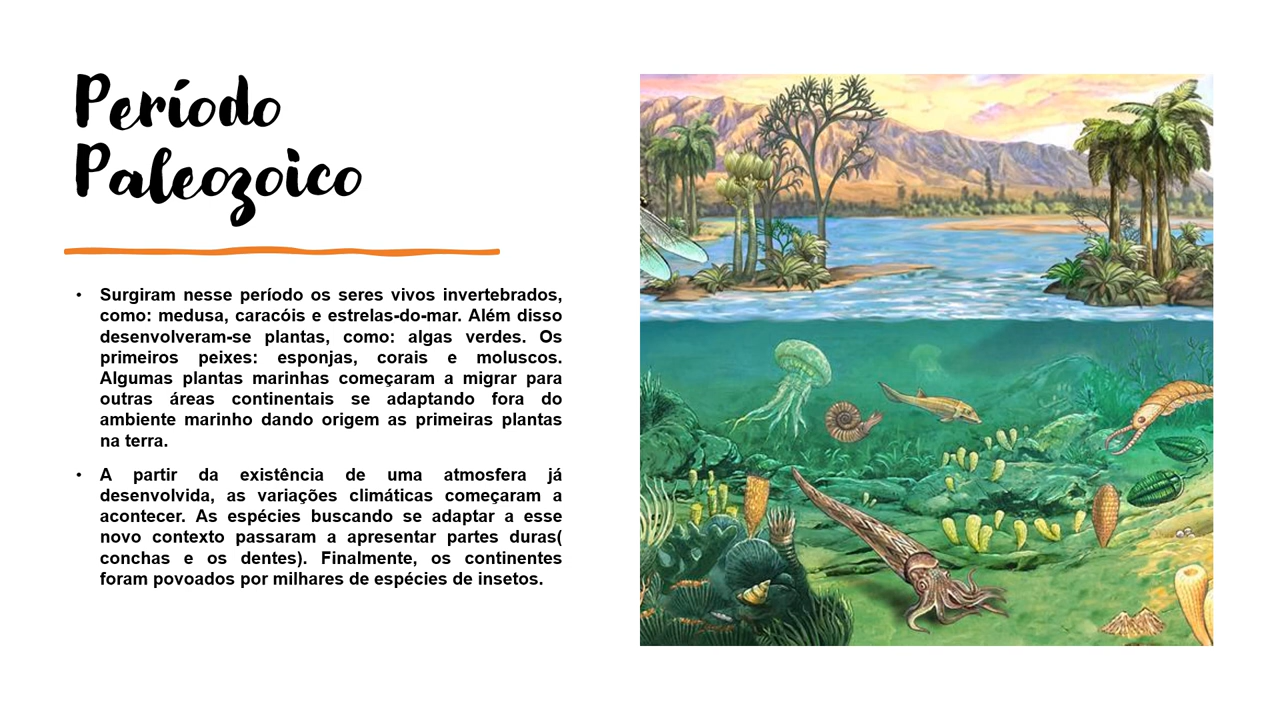 Período
Paleozoico
• Surgiram nesse período os seres vivos invertebrados,
como: medusa, caracóis e estrelas-do-mar. Além disso
desenvolveram-se plantas, como: algas verdes. Os
primeiros peixes: esponjas, corais e moluscos.
Algumas plantas marinhas começaram a migrar para
outras áreas continentais se adaptando fora do
ambiente marinho dando origem as primeiras plantas
na terra.
• A partir da existência de uma atmosfera já
desenvolvida, as variações climáticas começaram a
acontecer. As espécies buscando se adaptar a esse
novo contexto passaram a apresentar partes duras(
conchas e os dentes). Finalmente, os continentes
foram povoados por milhares de espécies de insetos.